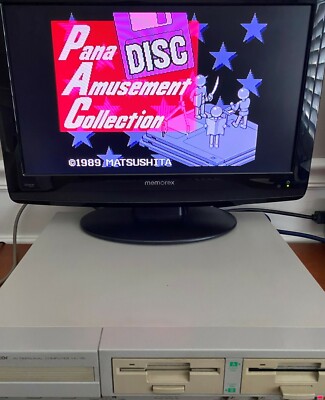 Pana
DISC
Amusement
Collection
©1989 MATSUSHITA
memorex